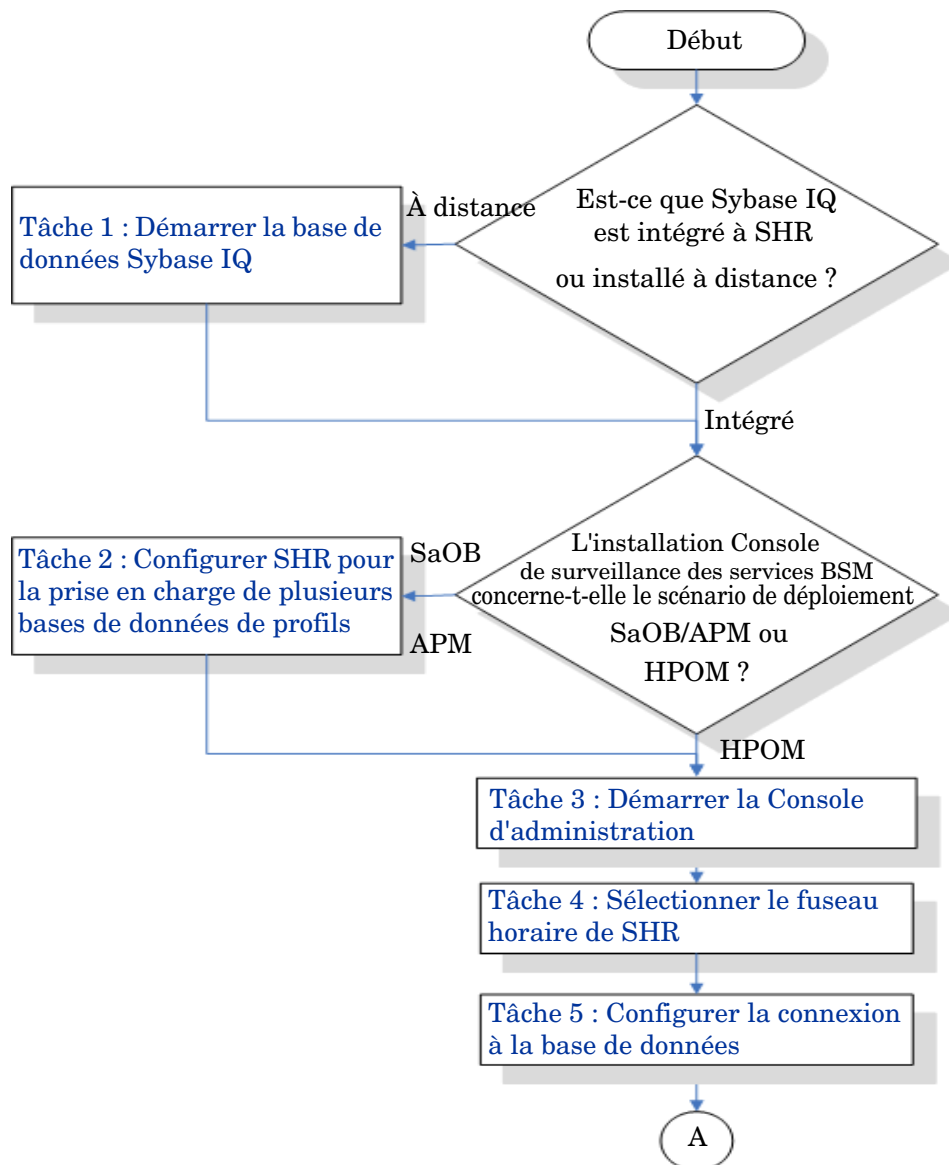 Début
Est-ce que Sybase IQ
est intégré à SHR
ou installé à distance ?
À distance
Tâche 1 : Démarrer la base de
données Sybase IQ
Intégré
L'installation Console
de surveillance des services BSM
concerne-t-elle le scénario de déploiement
SaOB/APM ou
HPOM ?
SaOB
APM
Tâche 2 : Configurer SHR pour
la prise en charge de plusieurs
bases de données de profils
HPOM
Tâche 3 : Démarrer la Console
d'administration
Tâche 4 : Sélectionner le fuseau
horaire de SHR
Tâche 5 : Configurer la connexion
à la base de données
A